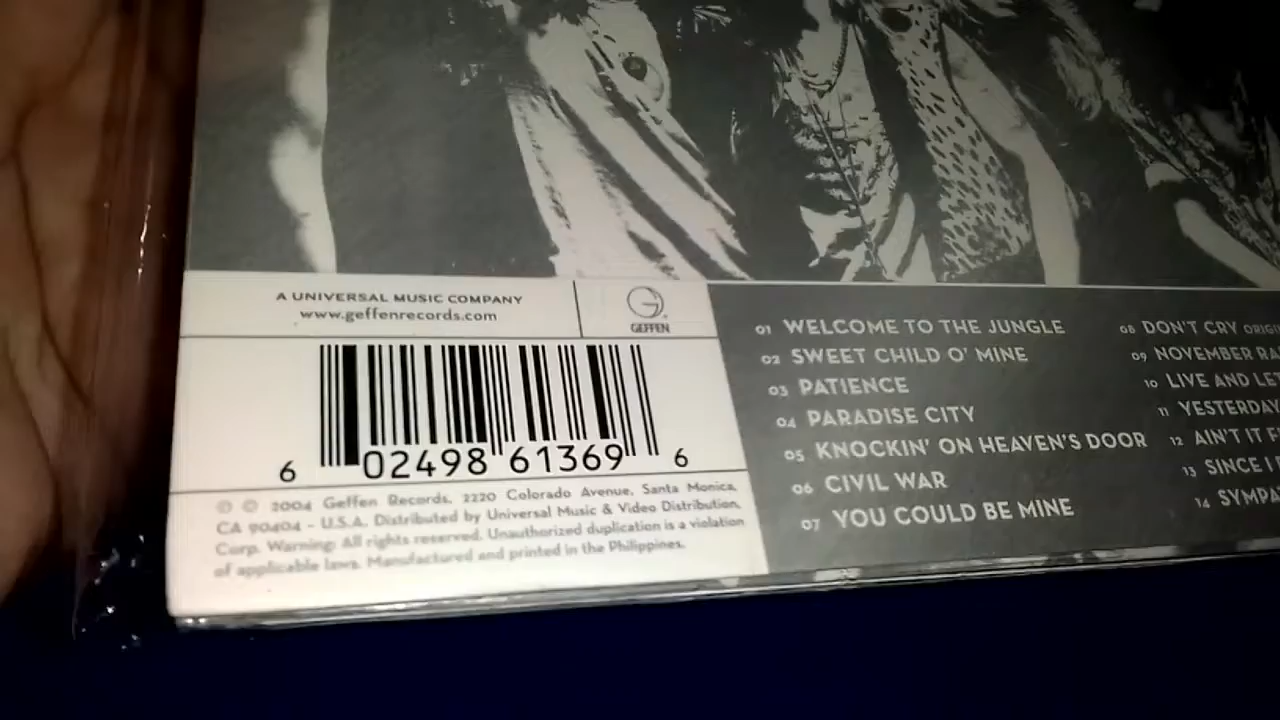 A UNIVERSAL MUSIC COMPANY
www.geffenrecords.com
G
GEFFEN
6 02498 61369 6
℗ © 2004 Geffen Records, 2220 Colorado Avenue, Santa Monica,
CA 90404 - U.S.A. Distributed by Universal Music & Video Distribution,
Corp. Warning: All rights reserved. Unauthorized duplication is a violation
of applicable laws. Manufactured and printed in the Philippines.
01 WELCOME TO THE JUNGLE
02 SWEET CHILD O' MINE
03 PATIENCE
04 PARADISE CITY
05 KNOCKIN' ON HEAVEN'S DOOR
06 CIVIL WAR
07 YOU COULD BE MINE
08 DON'T CRY
09 NOVEMBER
10 LIVE AND LET
11 YESTERDAY
12 AIN'T IT
13 SINCE I
14